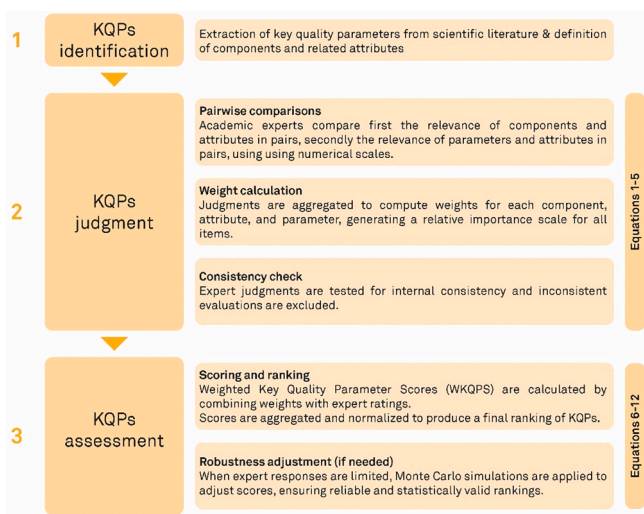 1
KQPs
identification
Extraction of key quality parameters from scientific literature & definition
of components and related attributes
2
KQPs
judgment
Pairwise comparisons
Academic experts compare first the relevance of components and
attributes in pairs, secondly the relevance of parameters and attributes in
pairs, using using numerical scales.
Weight calculation
Judgments are aggregated to compute weights for each component,
attribute, and parameter, generating a relative importance scale for all
items.
Consistency check
Expert judgments are tested for internal consistency and inconsistent
evaluations are excluded.
Equations 1-5
3
KQPs
assessment
Scoring and ranking
Weighted Key Quality Parameter Scores (WKQPS) are calculated by
combining weights with expert ratings.
Scores are aggregated and normalized to produce a final ranking of KQPs.
Robustness adjustment (if needed)
When expert responses are limited, Monte Carlo simulations are applied to
adjust scores, ensuring reliable and statistically valid rankings.
Equations 6-12